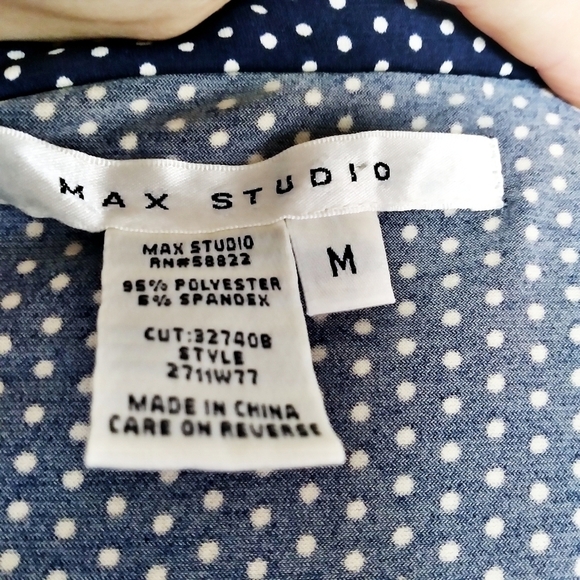 MAX STUDIO
MAX STUDIO
RN#58822
M
95% POLYESTER
5% SPANDEX
CUT:327408
STYLE
2711W77
MADE IN CHINA
CARE ON REVERSE